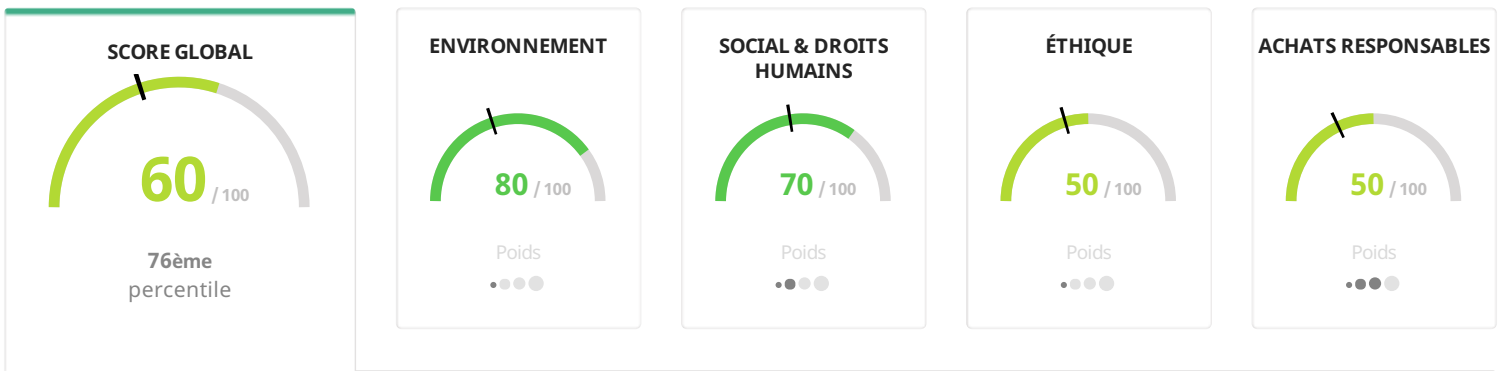 SCORE GLOBAL
60 / 100
76ème
percentile
ENVIRONNEMENT
80 / 100
Poids
SOCIAL & DROITS
HUMAINS
70 / 100
Poids
ÉTHIQUE
50 / 100
Poids
ACHATS RESPONSABLES
50 / 100
Poids